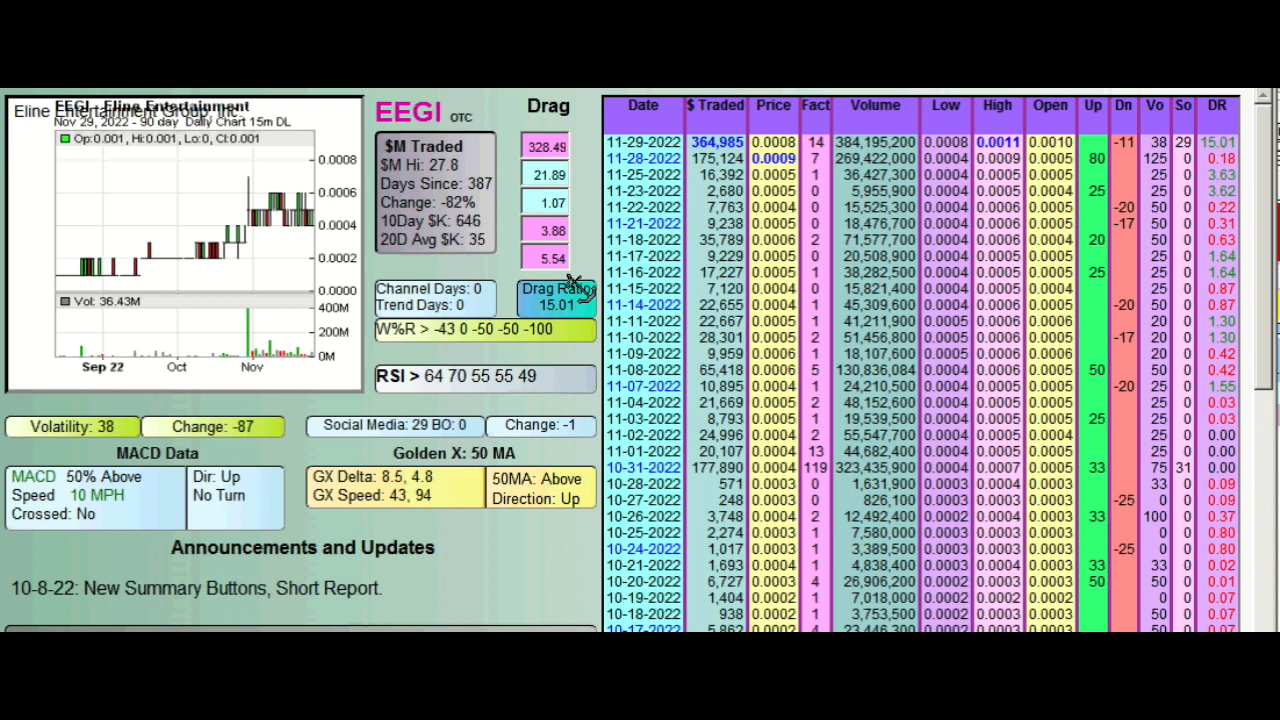 Eline Entertainment Group, Inc.
EEGI - Eline Entertainment
Nov 29, 2022 - 90 day Daily Chart 15m DL
Op:0.001, Hi:0.001, Lo:0, Cl:0.001
0.0008
0.0006
0.0004
0.0002
0.0000
Vol: 36.43M
400M
200M
0M
Sep 22 Oct Nov
EEGI OTC
$M Traded
$M Hi: 27.8
Days Since: 387
Change: -82%
10Day $K: 646
20D Avg $K: 35
Drag
328.49
21.89
1.07
3.88
5.54
Channel Days: 0
Trend Days: 0
Drag Ratio
15.01
W%R > -43 0 -50 -50 -100
RSI > 64 70 55 55 49
Volatility: 38 Change: -87
Social Media: 29 BO: 0 Change: -1
MACD Data
MACD 50% Above Dir: Up
Speed 10 MPH No Turn
Crossed: No
Golden X: 50 MA
GX Delta: 8.5, 4.8 50MA: Above
GX Speed: 43, 94 Direction: Up
Announcements and Updates
10-8-22: New Summary Buttons, Short Report.
Date $ Traded Price Fact Volume Low High Open Up Dn Vo So DR
11-29-2022 364,985 0.0008 14 384,195,200 0.0008 0.0011 0.0010 -11 38 29 15.01
11-28-2022 175,124 0.0009 7 269,422,000 0.0004 0.0009 0.0005 80 125 0 0.18
11-25-2022 16,392 0.0005 1 36,427,300 0.0004 0.0005 0.0005 25 0 3.63
11-23-2022 2,680 0.0005 0 5,955,900 0.0004 0.0005 0.0004 25 25 0 3.62
11-22-2022 7,763 0.0004 0 15,525,300 0.0004 0.0006 0.0005 -20 50 0 0.22
11-21-2022 9,238 0.0005 0 18,476,700 0.0004 0.0006 0.0005 -17 50 0 0.31
11-18-2022 35,789 0.0006 2 71,577,700 0.0004 0.0006 0.0004 20 50 0 0.63
11-17-2022 9,229 0.0005 0 20,508,900 0.0004 0.0005 0.0004 25 0 1.64
11-16-2022 17,227 0.0005 1 38,282,500 0.0004 0.0005 0.0004 25 25 0 1.64
11-15-2022 7,120 0.0004 0 15,821,400 0.0004 0.0005 0.0004 50 0 0.87
11-14-2022 22,655 0.0004 1 45,309,600 0.0004 0.0006 0.0005 -20 50 0 0.87
11-11-2022 22,667 0.0005 1 41,211,900 0.0005 0.0006 0.0005 20 0 1.30
11-10-2022 28,301 0.0005 2 51,456,800 0.0005 0.0006 0.0006 -17 20 0 1.30
11-09-2022 9,959 0.0006 1 18,107,600 0.0005 0.0006 0.0006 20 0 0.42
11-08-2022 65,418 0.0006 5 130,836,084 0.0004 0.0006 0.0005 50 50 0 0.42
11-07-2022 10,895 0.0004 1 24,210,500 0.0004 0.0005 0.0004 -20 25 0 1.55
11-04-2022 21,669 0.0005 2 48,152,600 0.0004 0.0005 0.0004 25 0 0.03
11-03-2022 8,793 0.0005 1 19,539,500 0.0004 0.0005 0.0005 25 25 0 0.03
11-02-2022 24,996 0.0004 2 55,547,700 0.0004 0.0005 0.0004 25 0 0.00
11-01-2022 20,107 0.0004 13 44,682,400 0.0004 0.0005 0.0005 25 0 0.00
10-31-2022 177,890 0.0004 119 323,435,900 0.0004 0.0007 0.0005 33 75 31 0.00
10-28-2022 571 0.0003 0 1,631,900 0.0003 0.0004 0.0003 33 0 0.09
10-27-2022 248 0.0003 0 826,100 0.0003 0.0003 0.0003 -25 0 0 0.09
10-26-2022 3,748 0.0004 2 12,492,400 0.0002 0.0004 0.0003 33 100 0 0.37
10-25-2022 2,274 0.0003 1 7,580,000 0.0003 0.0003 0.0003 0 0 0.80
10-24-2022 1,017 0.0003 1 3,389,500 0.0003 0.0003 0.0003 -25 0 0 0.80
10-21-2022 1,693 0.0004 1 4,838,400 0.0003 0.0004 0.0003 33 33 0 0.02
10-20-2022 6,727 0.0003 4 26,906,200 0.0002 0.0003 0.0003 50 50 0 0.01
10-19-2022 1,404 0.0002 1 7,018,000 0.0002 0.0002 0.0002 0 0 0.07
10-18-2022 938 0.0002 1 3,753,500 0.0002 0.0003 0.0002 50 0 0.07
10-17-2022 5,862 0.0002 4 23,446,300 0.0002 0.0003 0.0003 50 0 0.07